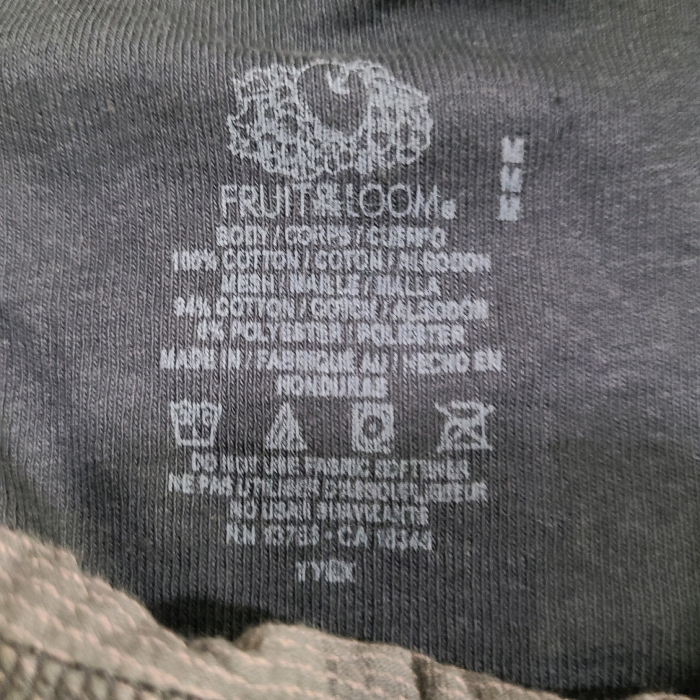 FRUIT OF THE LOOM®
M
M
M
BODY / CORPS / CUERPO
100% COTTON / COTON / ALGODON
MESH / MAILLE / MALLA
94% COTTON / COTON / ALGODON
6% POLYESTER / POLIESTER
MADE IN / FABRIQUE AU / HECHO EN
HONDURAS
DO NOT USE FABRIC SOFTENER
NE PAS UTILISER D'ASSOUPLISSEUR
NO USAR SUAVIZANTE
RN 13765 • CA